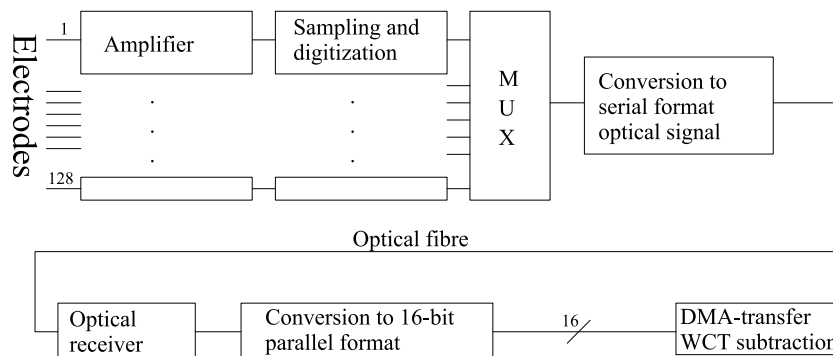 Electrodes
1
Amplifier
Sampling and
digitization
M
U
X
Conversion to
serial format
optical signal
128
Optical fibre
Optical
receiver
Conversion to 16-bit
parallel format
16
DMA-transfer
WCT subtraction